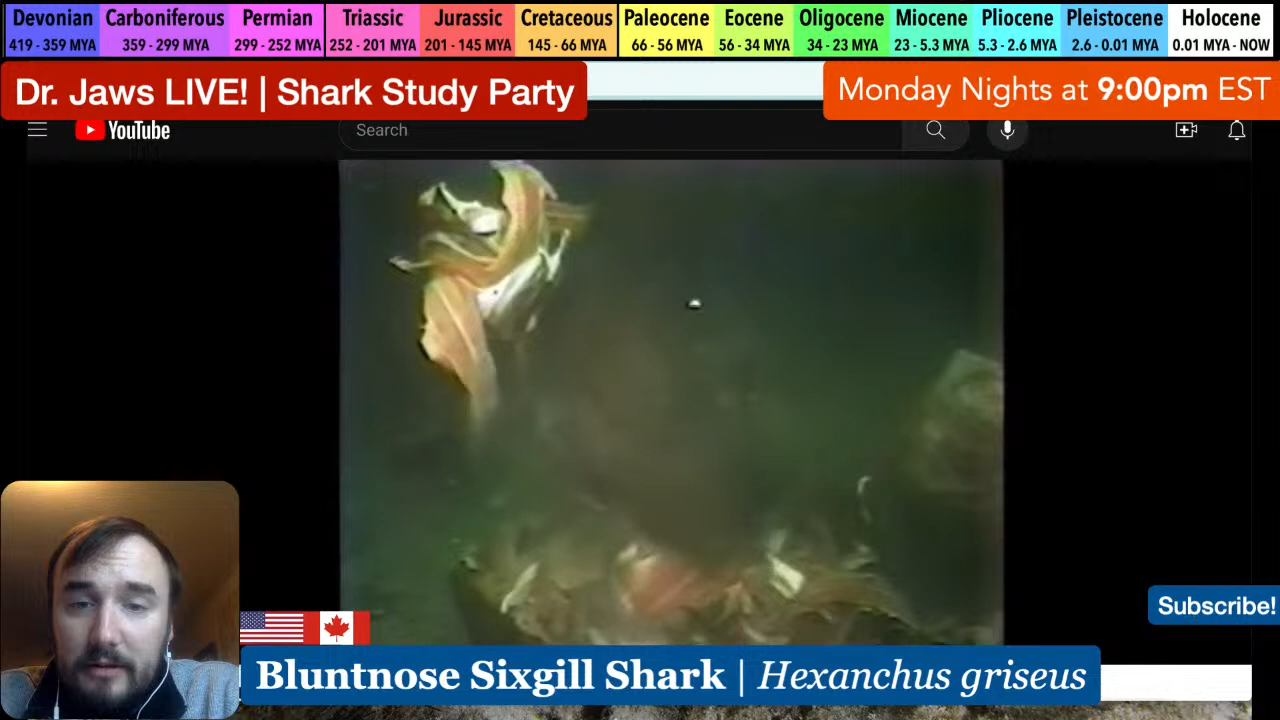 Devonian Carboniferous Permian Triassic Jurassic Cretaceous Paleocene Eocene Oligocene Miocene Pliocene Pleistocene Holocene
419 - 359 MYA 359 - 299 MYA 299 - 252 MYA 252 - 201 MYA 201 - 145 MYA 145 - 66 MYA 66 - 56 MYA 56 - 34 MYA 34 - 23 MYA 23 - 5.3 MYA 5.3 - 2.6 MYA 2.6 - 0.01 MYA 0.01 MYA - NOW
Dr. Jaws LIVE! | Shark Study Party
Monday Nights at 9:00pm EST
YouTube
Search
Subscribe!
Bluntnose Sixgill Shark | Hexanchus griseus